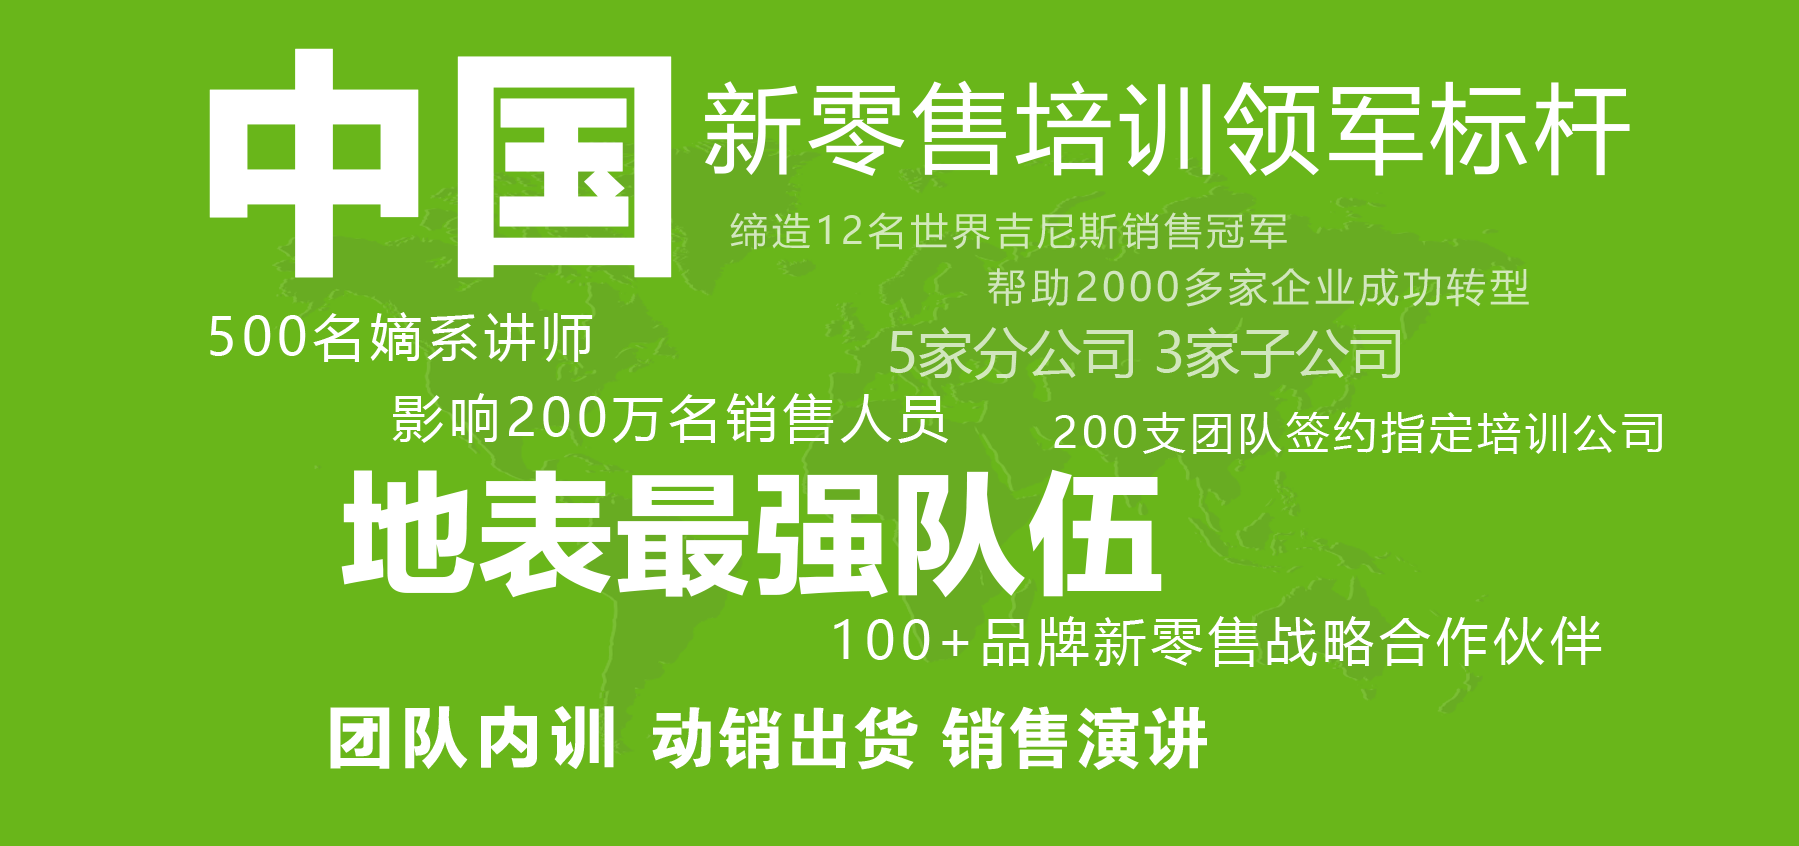 中国 新零售培训领军标杆
缔造12名世界吉尼斯销售冠军
帮助2000多家企业成功转型
500名嫡系讲师
5家分公司 3家子公司
影响200万名销售人员
200支团队签约指定培训公司
地表最强队伍
100+品牌新零售战略合作伙伴
团队内训 动销出货 销售演讲